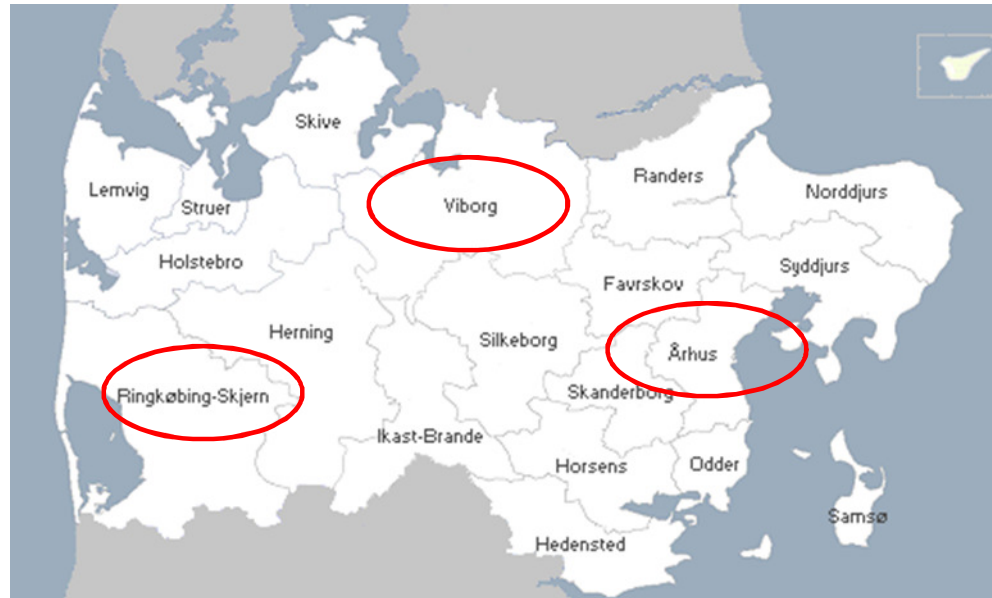 Skive
Lemvig
Struer
Viborg
Randers
Norddjurs
Holstebro
Favrskov
Syddjurs
Herning
Silkeborg
Århus
Ringkøbing-Skjern
Skanderborg
Ikast-Brande
Horsens
Odder
Samsø
Hedensted